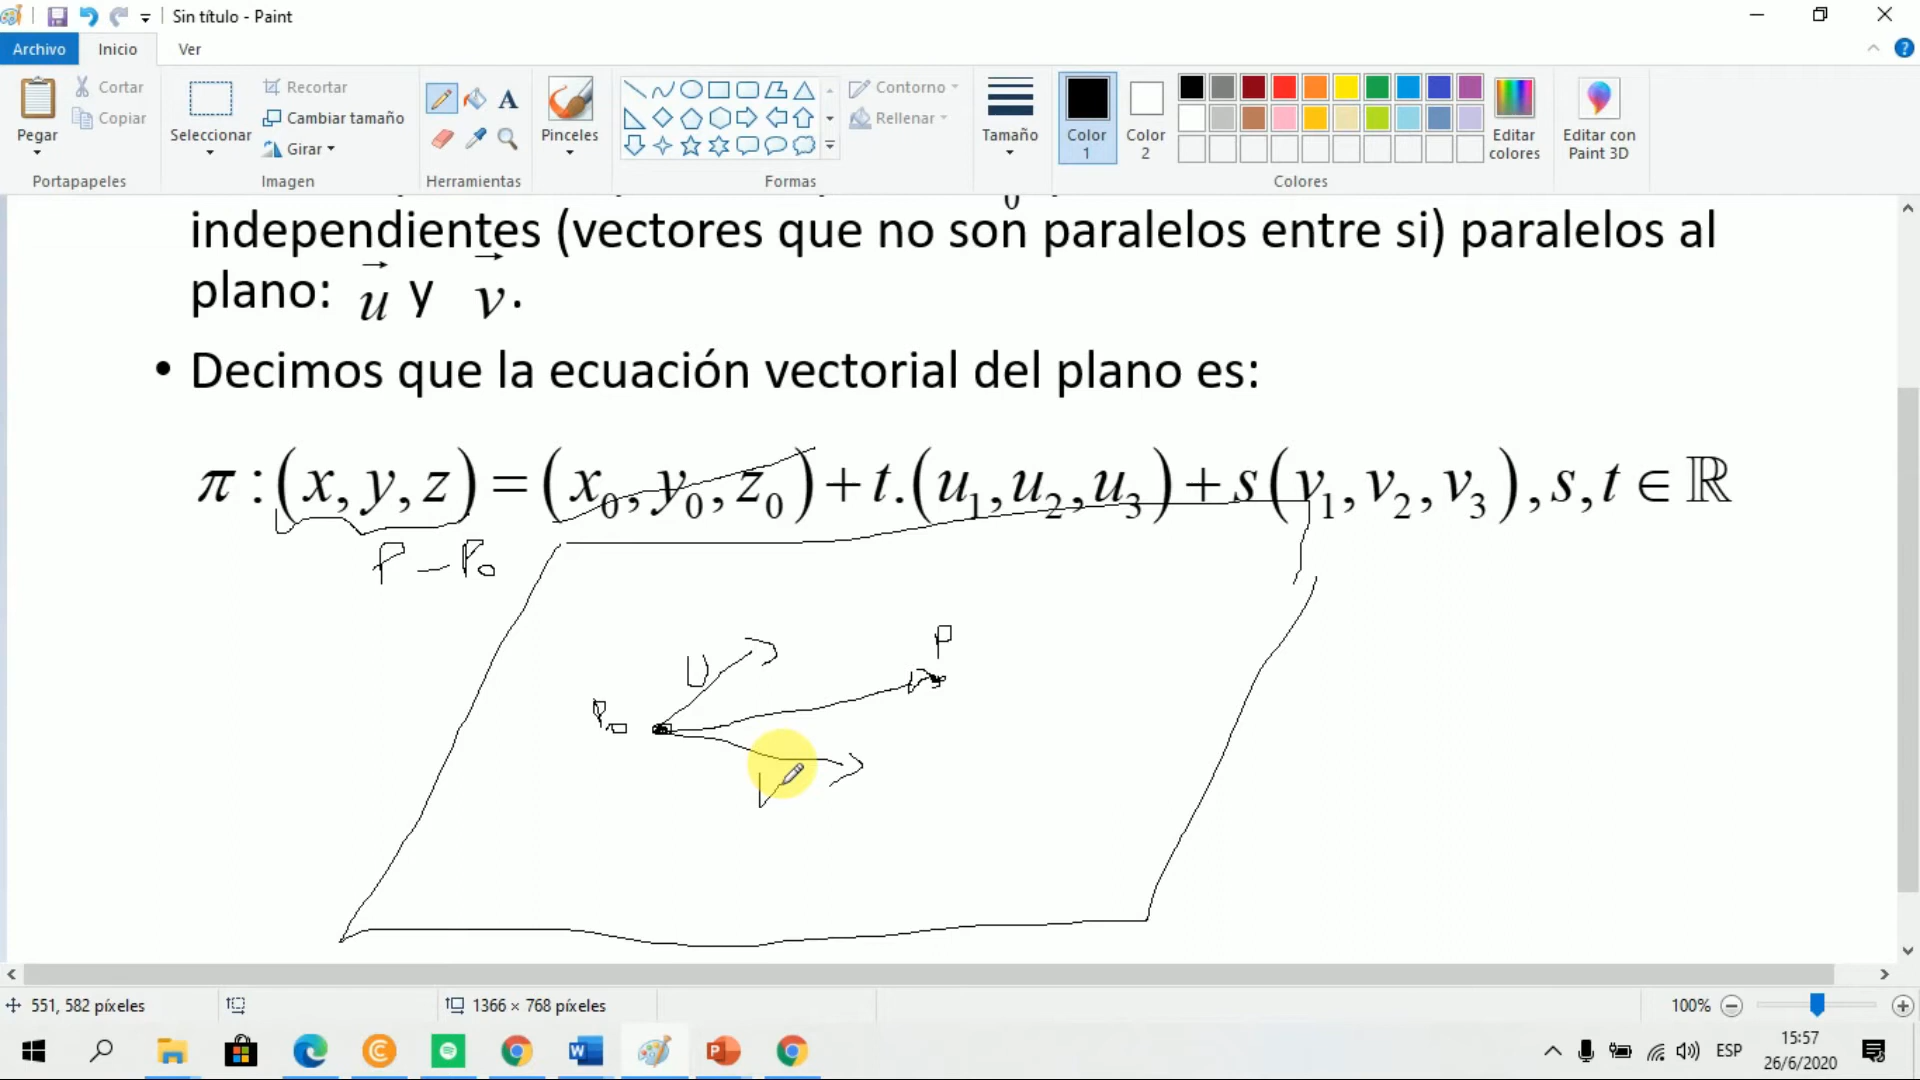 Sin título - Paint
Archivo Inicio Ver
Pegar
Cortar
Copiar
Portapapeles
Seleccionar
Recortar
Cambiar tamaño
Girar
Imagen
A
Herramientas
Pinceles
Contorno
Rellenar
Formas
Tamaño
Color 1
Color 2
Editar colores
Editar con Paint 3D
Colores
0
independientes (vectores que no son paralelos entre si) paralelos al
plano: u y v.
• Decimos que la ecuación vectorial del plano es:
π:(x,y,z)=(x₀,y₀,z₀)+t.(u₁,u₂,u₃)+s(v₁,v₂,v₃),s,t∈ℝ
P - P₀
P
U
P₀
551, 582 píxeles
1366 × 768 píxeles
100%
ESP
15:57
26/6/2020